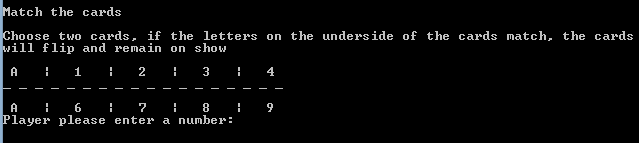 Match the cards
Choose two cards, if the letters on the underside of the cards match, the cards
will flip and remain on show
A ¦ 1 ¦ 2 ¦ 3 ¦ 4
_ _ _ _ _ _ _ _ _ _ _ _ _ _ _ _ _ _
A ¦ 6 ¦ 7 ¦ 8 ¦ 9
Player please enter a number: